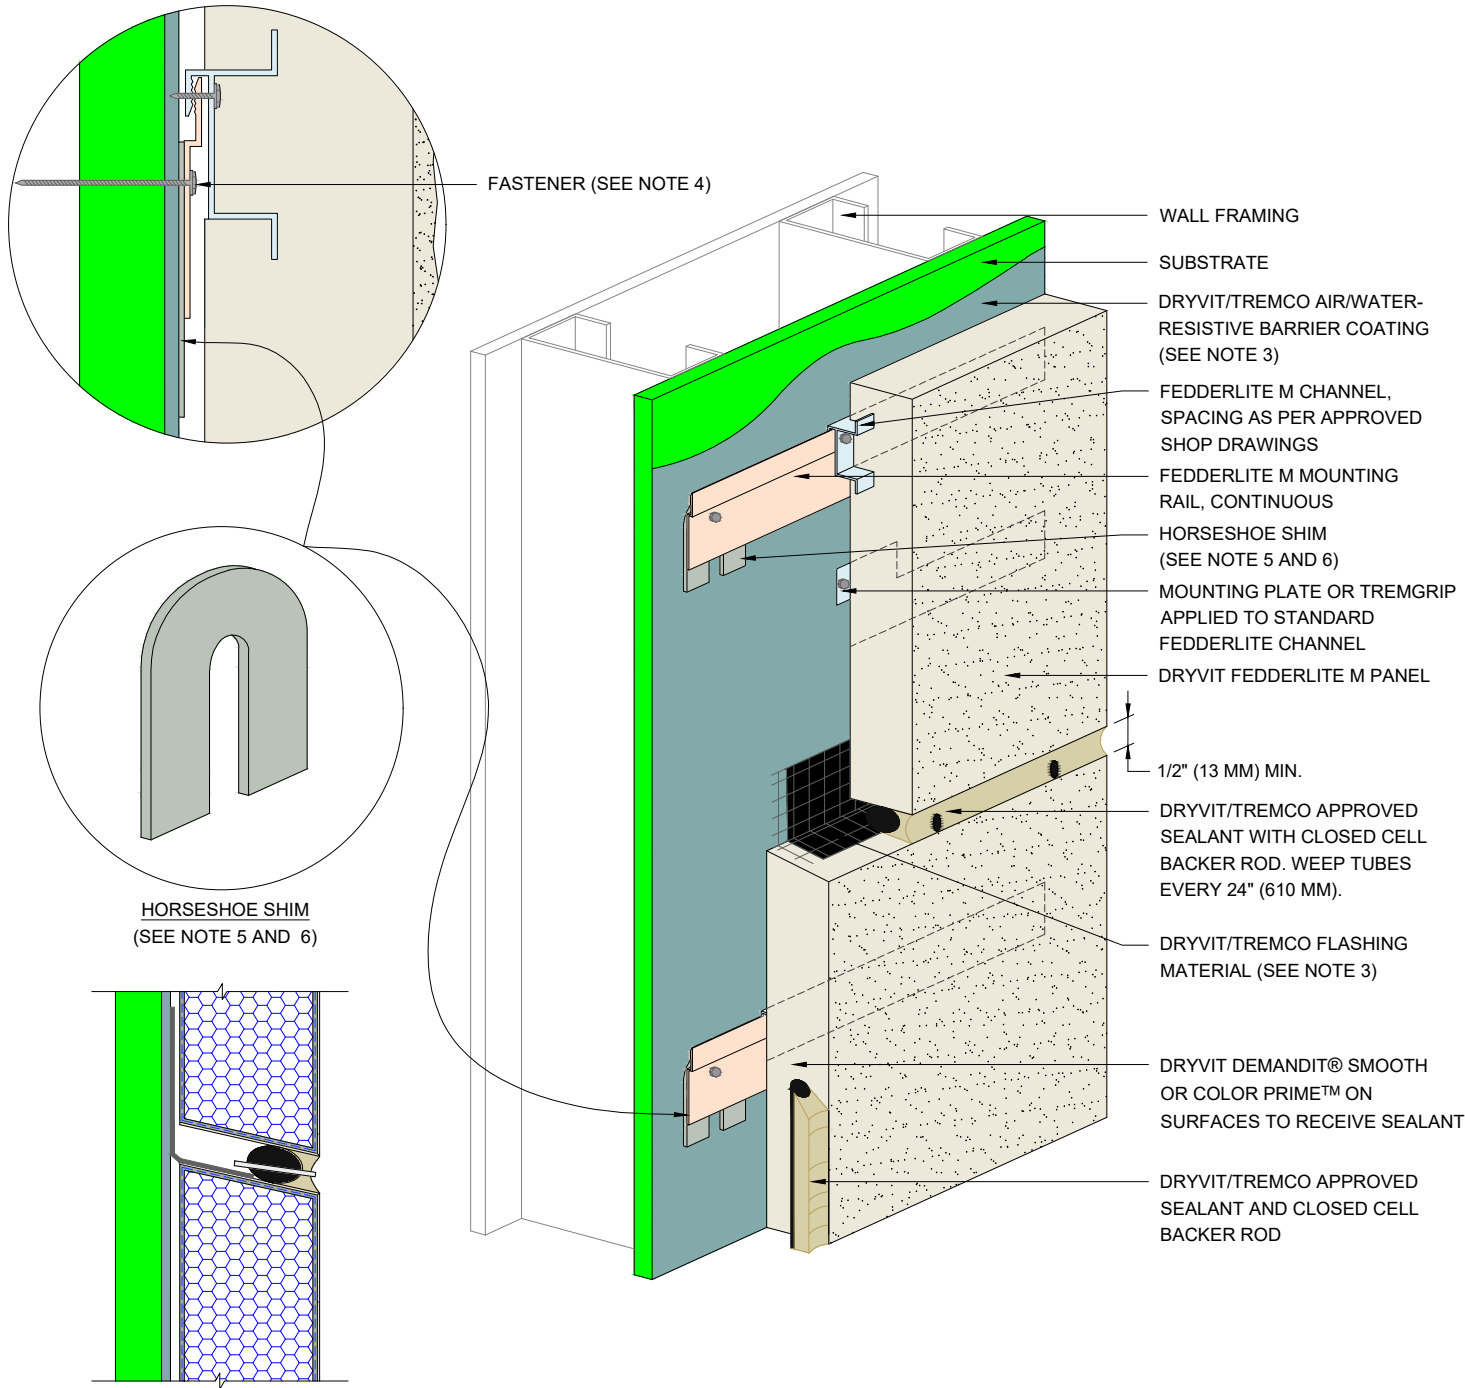 FASTENER (SEE NOTE 4)
WALL FRAMING
SUBSTRATE
DRYVIT/TREMCO AIR/WATER-
RESISTIVE BARRIER COATING
(SEE NOTE 3)
FEDDERLITE M CHANNEL,
SPACING AS PER APPROVED
SHOP DRAWINGS
FEDDERLITE M MOUNTING
RAIL, CONTINUOUS
HORSESHOE SHIM
(SEE NOTE 5 AND 6)
MOUNTING PLATE OR TREMGRIP
APPLIED TO STANDARD
FEDDERLITE CHANNEL
DRYVIT FEDDERLITE M PANEL
1/2" (13 MM) MIN.
DRYVIT/TREMCO APPROVED
SEALANT WITH CLOSED CELL
BACKER ROD. WEEP TUBES
EVERY 24" (610 MM).
HORSESHOE SHIM
(SEE NOTE 5 AND 6)
DRYVIT/TREMCO FLASHING
MATERIAL (SEE NOTE 3)
DRYVIT DEMANDIT® SMOOTH
OR COLOR PRIME™ ON
SURFACES TO RECEIVE SEALANT
DRYVIT/TREMCO APPROVED
SEALANT AND CLOSED CELL
BACKER ROD